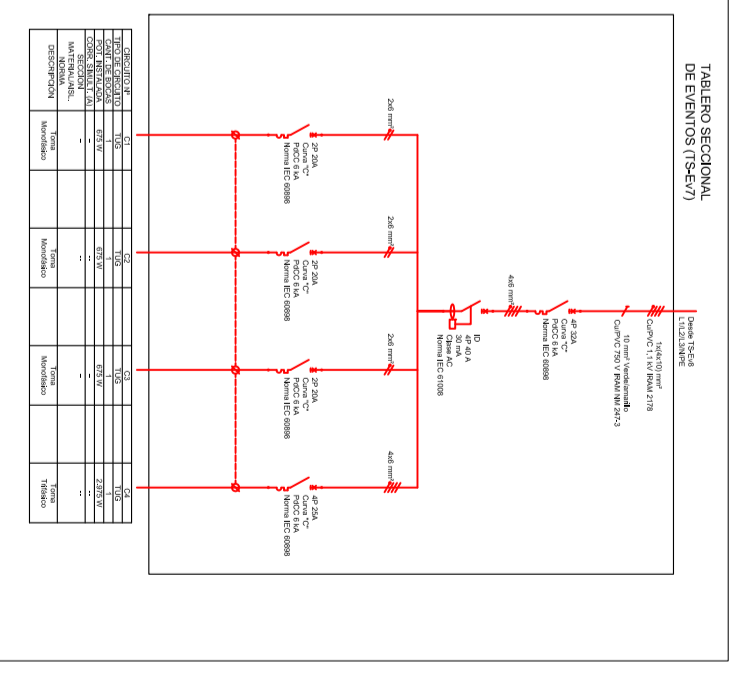 TABLERO SECCIONAL
DE EVENTOS (TS-Ev7)
Desde TS-Ev8
L1/L2/L3/N/PE
1x(4x10) mm²
Cu/PVC 1,1 kV IRAM 2178
10 mm² Verde/amarillo
Cu/PVC 750 V IRAM NM 247-3
4P 32A
Curva "C"
PdCC 6 kA
Norma IEC 60898
4x6 mm²
ID
4P 40 A
30 mA
Clase AC
Norma IEC 61008
2x6 mm²
2x6 mm²
2x6 mm²
4x6 mm²
2P 20A
Curva "C"
PdCC 6 kA
Norma IEC 60898
2P 20A
Curva "C"
PdCC 6 kA
Norma IEC 60898
2P 20A
Curva "C"
PdCC 6 kA
Norma IEC 60898
4P 25A
Curva "C"
PdCC 6 kA
Norma IEC 60898
CIRCUITO Nº C1 C2 C3 C4
TIPO DE CIRCUITO TUG TUG TUG TUG
CANT. DE BOCAS 1 1 1 1
POT. INSTALADA 675 W 675 W 675 W 2.975 W
CORR. SIMULT. (A) -- -- -- --
SECCIÓN
MATERIAL/AISL.
NORMA
-- -- -- --
DESCRIPCIÓN
Toma
Monofásico
Toma
Monofásico
Toma
Monofásico
Toma
Trifásico